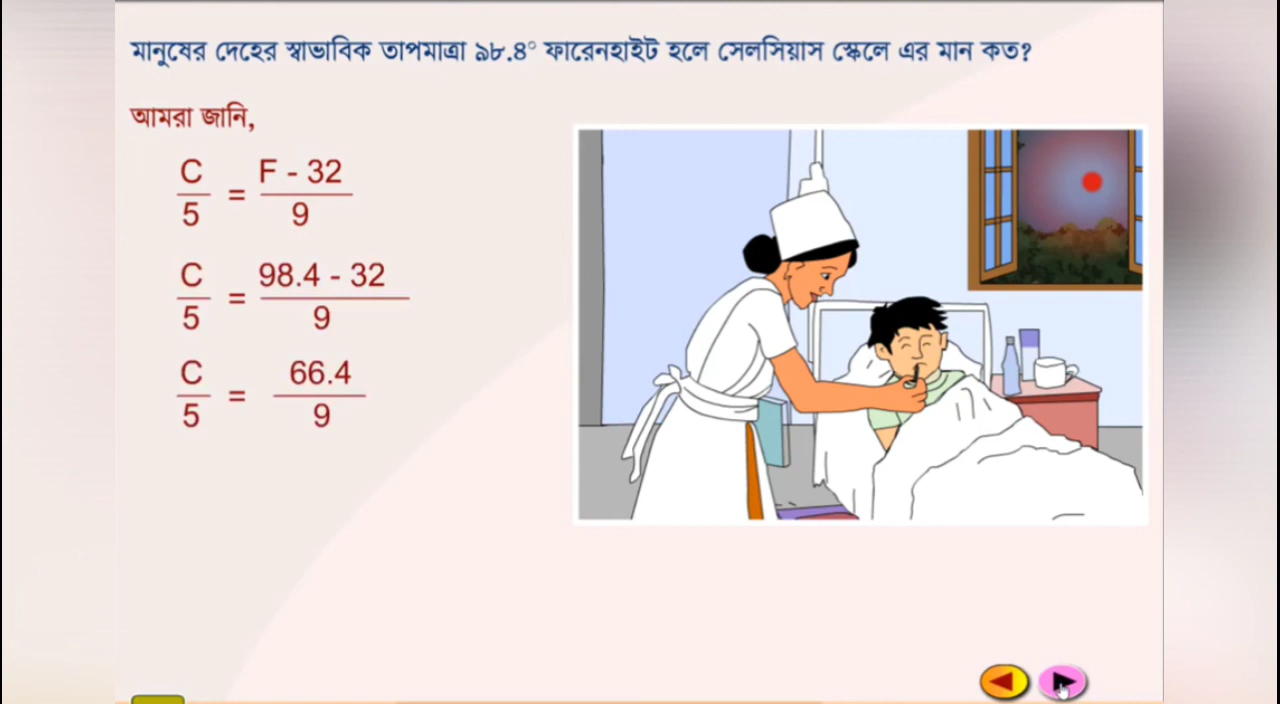 মানুষের দেহের স্বাভাবিক তাপমাত্রা ৯৮.৪° ফারেনহাইট হলে সেলসিয়াস স্কেলে এর মান কত?
আমরা জানি,
C/5 = F - 32/9
C/5 = 98.4 - 32/9
C/5 = 66.4/9